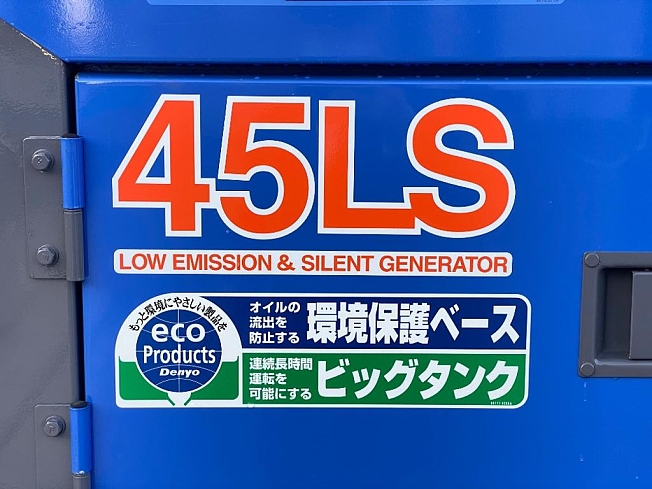 45LS
LOW EMISSION & SILENT GENERATOR
もっと環境にやさしい製品を
eco
Products
Denyo
オイルの
流出を
防止する
環境保護ベース
連続長時間
運転を
可能にする
ビッグタンク